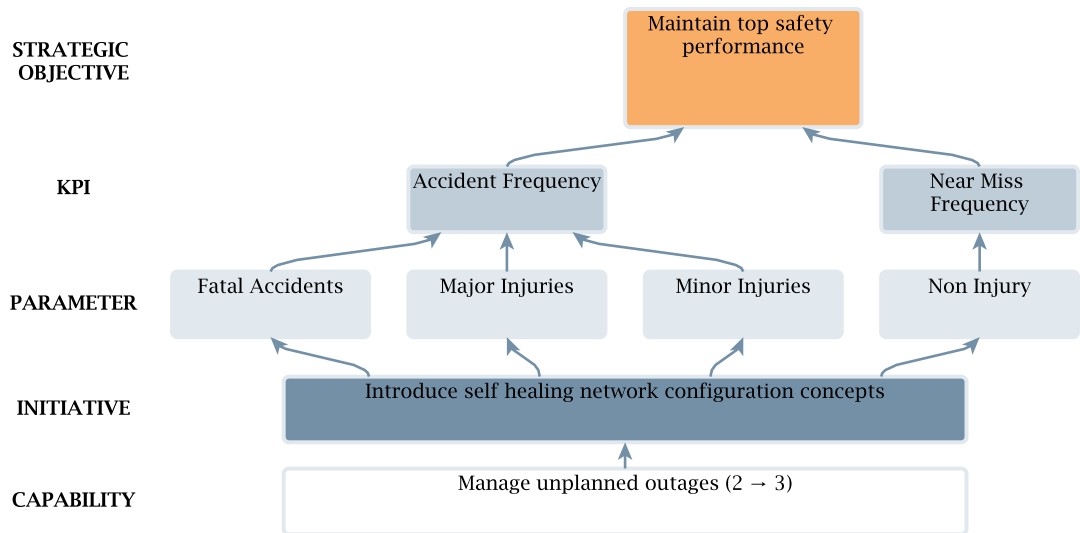 STRATEGIC
OBJECTIVE
Maintain top safety
performance
KPI
Accident Frequency
Near Miss
Frequency
PARAMETER
Fatal Accidents
Major Injuries
Minor Injuries
Non Injury
INITIATIVE
Introduce self healing network configuration concepts
CAPABILITY
Manage unplanned outages (2 → 3)